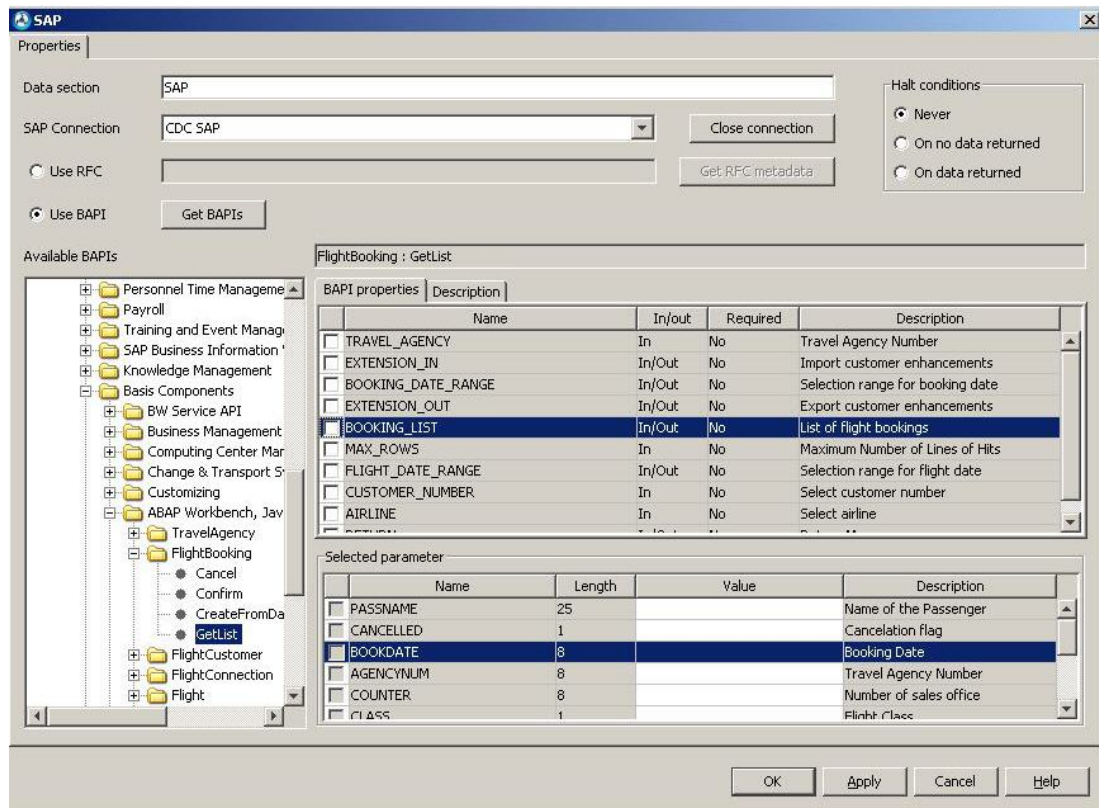 SAP
Properties
Data section SAP
Halt conditions
Never
SAP Connection CDC SAP Close connection
On no data returned
Use RFC Get RFC metadata On data returned
Use BAPI Get BAPIs
Available BAPIs FlightBooking : GetList
Personnel Time Manageme
Payroll
Training and Event Manag
SAP Business Information
Knowledge Management
Basis Components
BW Service API
Business Management
Computing Center Mar
Change & Transport S
Customizing
ABAP Workbench, Jav
TravelAgency
FlightBooking
Cancel
Confirm
CreateFromDa
GetList
FlightCustomer
FlightConnection
Flight
BAPI properties Description
Name In/out Required Description
TRAVEL_AGENCY In No Travel Agency Number
EXTENSION_IN In/Out No Import customer enhancements
BOOKING_DATE_RANGE In/Out No Selection range for booking date
EXTENSION_OUT In/Out No Export customer enhancements
BOOKING_LIST In/Out No List of flight bookings
MAX_ROWS In No Maximum Number of Lines of Hits
FLIGHT_DATE_RANGE In/Out No Selection range for flight date
CUSTOMER_NUMBER In No Select customer number
AIRLINE In No Select airline
Selected parameter
Name Length Value Description
PASSNAME 25 Name of the Passenger
CANCELLED 1 Cancelation flag
BOOKDATE 8 Booking Date
AGENCYNUM 8 Travel Agency Number
COUNTER 8 Number of sales office
CLASS 1 Flight Class
OK Apply Cancel Help